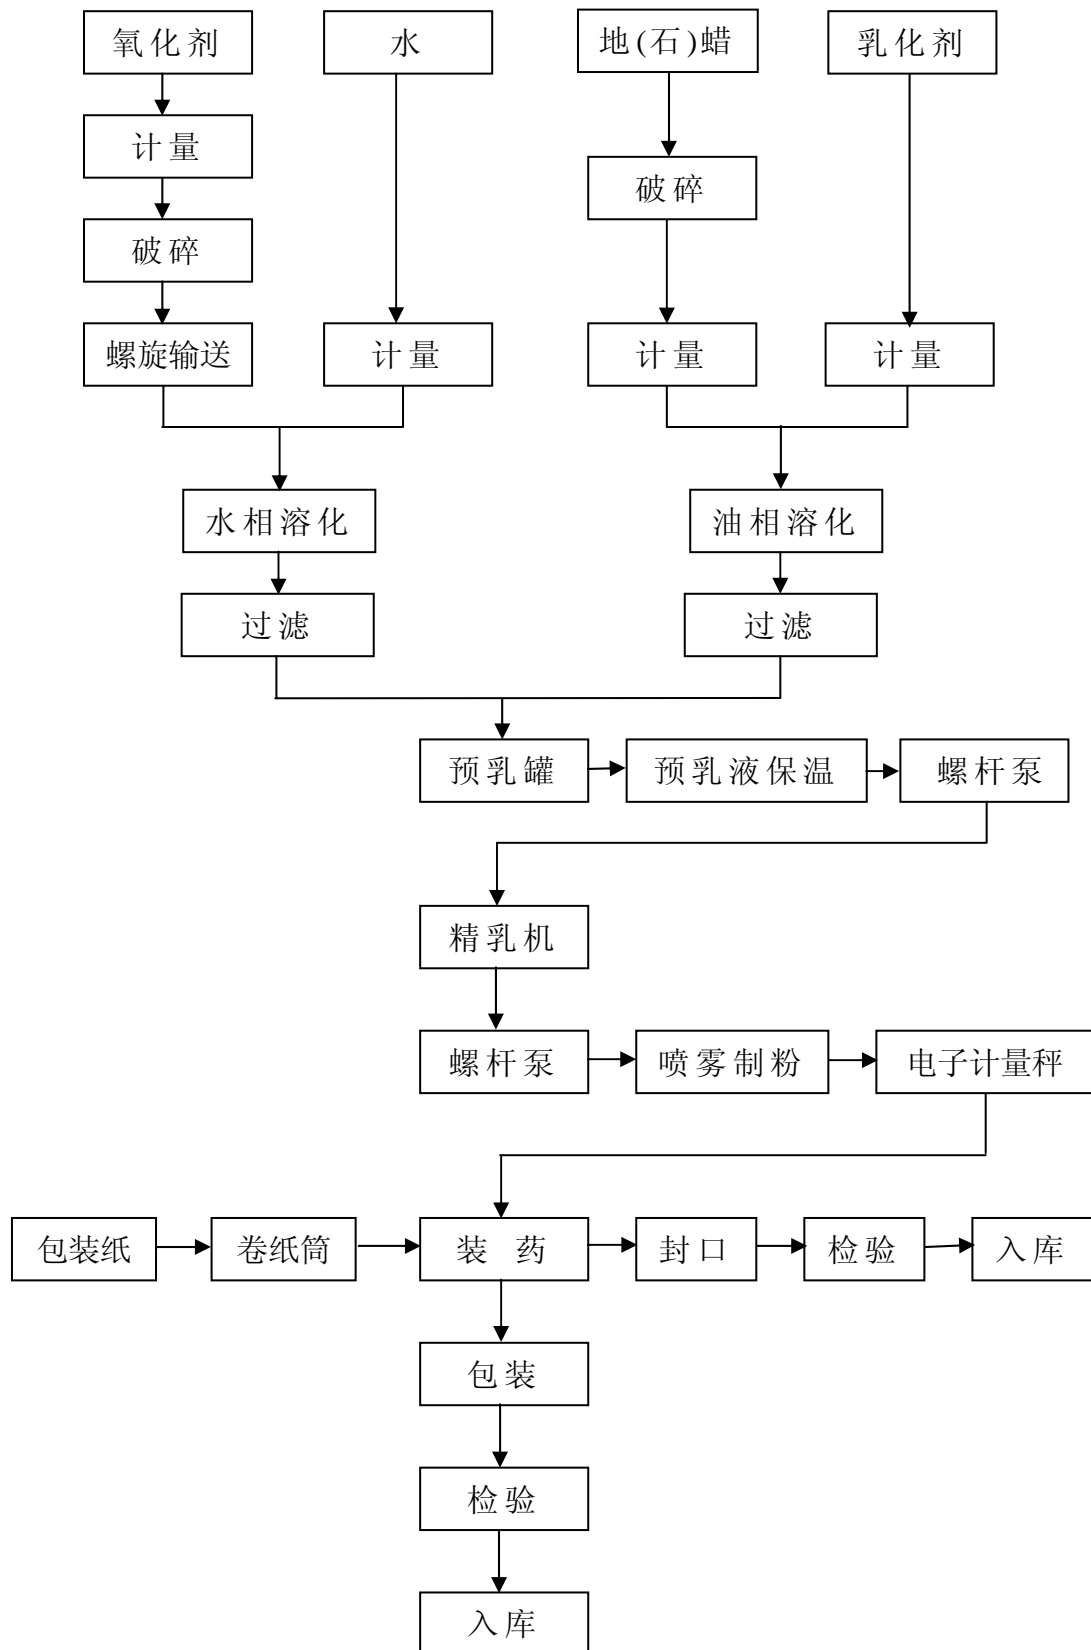 氧化剂
水
地(石)蜡
乳化剂
计量
破碎
破碎
螺旋输送
计量
计量
计量
水相溶化
油相溶化
过滤
过滤
预乳罐
预乳液保温
螺杆泵
精乳机
螺杆泵
喷雾制粉
电子计量秤
包装纸
卷纸筒
装 药
封口
检验
入库
包装
检验
入库